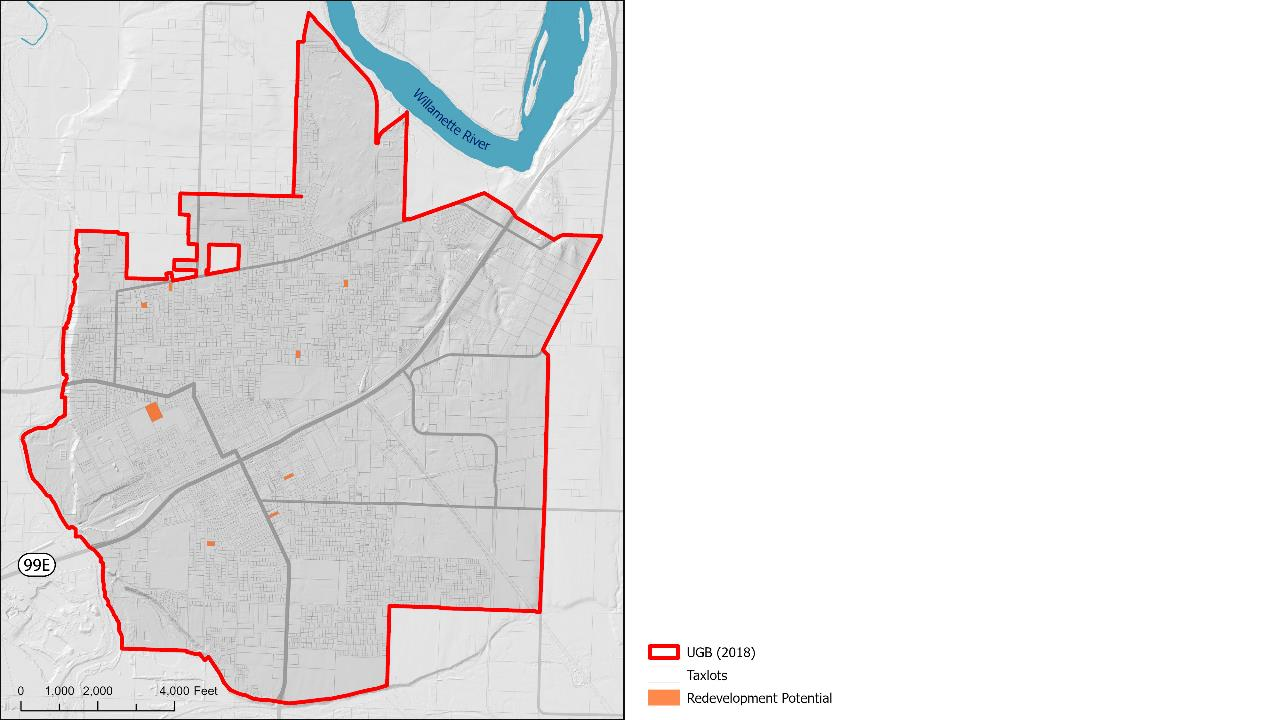 Willamette River
99E
0 1,000 2,000 4,000 Feet
UGB (2018)
Taxlots
Redevelopment Potential